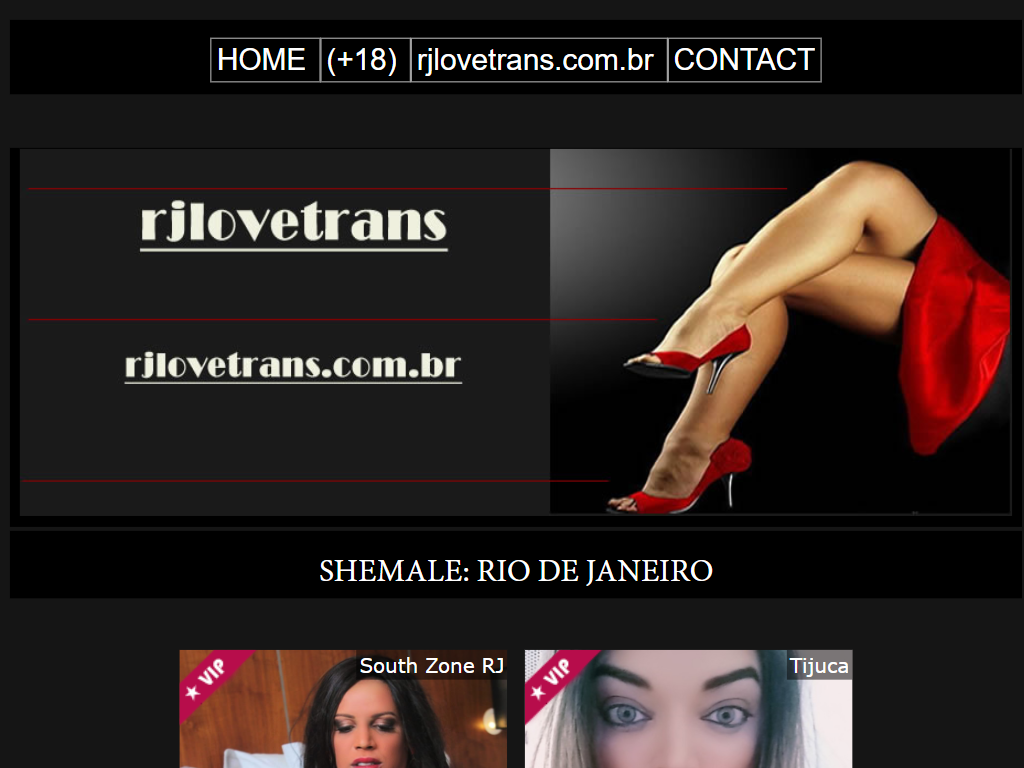 HOME (+18) rjlovetrans.com.br CONTACT
rjlovetrans
rjlovetrans.com.br
SHEMALE: RIO DE JANEIRO
★ VIP South Zone RJ
★ VIP Tijuca